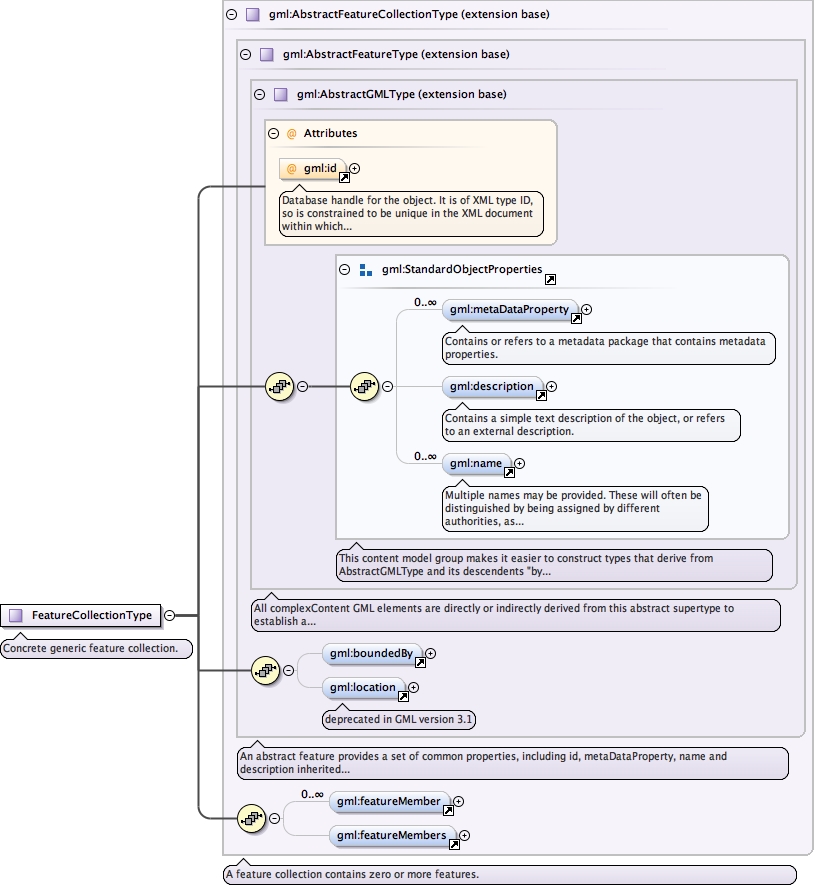 gml:AbstractFeatureCollectionType (extension base)
gml:AbstractFeatureType (extension base)
gml:AbstractGMLType (extension base)
@ Attributes
@ gml:id
Database handle for the object. It is of XML type ID,
so is constrained to be unique in the XML document
within which...
gml:StandardObjectProperties
0..∞
gml:metaDataProperty
Contains or refers to a metadata package that contains metadata
properties.
gml:description
Contains a simple text description of the object, or refers
to an external description.
0..∞
gml:name
Multiple names may be provided. These will often be
distinguished by being assigned by different
authorities, as...
This content model group makes it easier to construct types that derive from
AbstractGMLType and its descendents "by...
All complexContent GML elements are directly or indirectly derived from this abstract supertype to
establish a...
FeatureCollectionType
Concrete generic feature collection.
gml:boundedBy
gml:location
deprecated in GML version 3.1
An abstract feature provides a set of common properties, including id, metaDataProperty, name and
description inherited...
0..∞
gml:featureMember
gml:featureMembers
A feature collection contains zero or more features.